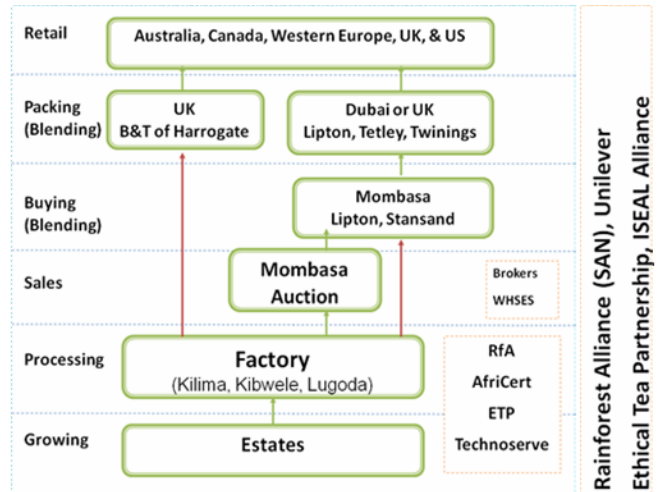 Retail
Australia, Canada, Western Europe, UK, & US
Packing
(Blending)
UK
B&T of Harrogate
Dubai or UK
Lipton, Tetley, Twinings
Buying
(Blending)
Mombasa
Lipton, Stansand
Sales
Mombasa
Auction
Brokers
WHSES
Processing
Factory
(Kilima, Kibwele, Lugoda)
RfA
AfriCert
ETP
Technoserve
Growing
Estates
Rainforest Alliance (SAN), Unilever
Ethical Tea Partnership, ISEAL Alliance